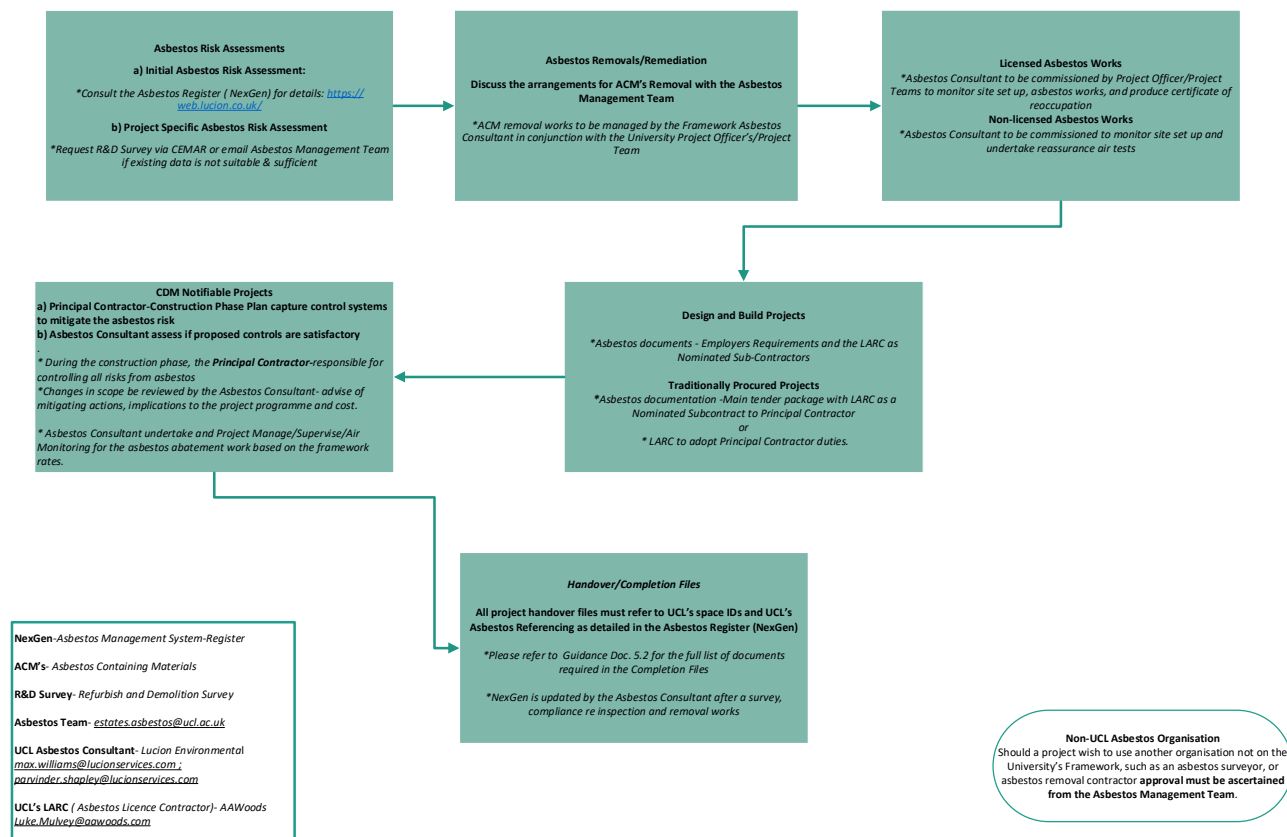 Asbestos Risk Assessments
a) Initial Asbestos Risk Assessment:
*Consult the Asbestos Register ( NexGen) for details: https://
web.lucion.co.uk/
b) Project Specific Asbestos Risk Assessment
*Request R&D Survey via CEMAR or email Asbestos Management Team
if existing data is not suitable & sufficient
Asbestos Removals/Remediation
Discuss the arrangements for ACM's Removal with the Asbestos
Management Team
*ACM removal works to be managed by the Framework Asbestos
Consultant in conjunction with the University Project Officer's/Project
Team
Licensed Asbestos Works
*Asbestos Consultant to be commissioned by Project Officer/Project
Teams to monitor site set up, asbestos works, and produce certificate of
reoccupation
Non-licensed Asbestos Works
*Asbestos Consultant to be commissioned to monitor site set up and
undertake reassurance air tests
Design and Build Projects
*Asbestos documents - Employers Requirements and the LARC as
Nominated Sub-Contractors
Traditionally Procured Projects
*Asbestos documentation -Main tender package with LARC as a
Nominated Subcontract to Principal Contractor
or
* LARC to adopt Principal Contractor duties.
CDM Notifiable Projects
a) Principal Contractor-Construction Phase Plan capture control systems
to mitigate the asbestos risk
b) Asbestos Consultant assess if proposed controls are satisfactory
.
* During the construction phase, the Principal Contractor-responsible for
controlling all risks from asbestos
*Changes in scope be reviewed by the Asbestos Consultant- advise of
mitigating actions, implications to the project programme and cost.
* Asbestos Consultant undertake and Project Manage/Supervise/Air
Monitoring for the asbestos abatement work based on the framework
rates.
Handover/Completion Files
All project handover files must refer to UCL's space IDs and UCL's
Asbestos Referencing as detailed in the Asbestos Register (NexGen)
*Please refer to Guidance Doc. 5.2 for the full list of documents
required in the Completion Files
*NexGen is updated by the Asbestos Consultant after a survey,
compliance re inspection and removal works
NexGen-Asbestos Management System-Register
ACM's- Asbestos Containing Materials
R&D Survey- Refurbish and Demolition Survey
Asbestos Team- estates.asbestos@ucl.ac.uk
UCL Asbestos Consultant- Lucion Environmental
max.williams@lucionservices.com ;
parvinder.shapley@lucionservices.com
UCL's LARC ( Asbestos Licence Contractor)- AAWoods
Luke.Mulvey@aawoods.com
Non-UCL Asbestos Organisation
Should a project wish to use another organisation not on the
University's Framework, such as an asbestos surveyor, or
asbestos removal contractor approval must be ascertained
from the Asbestos Management Team.